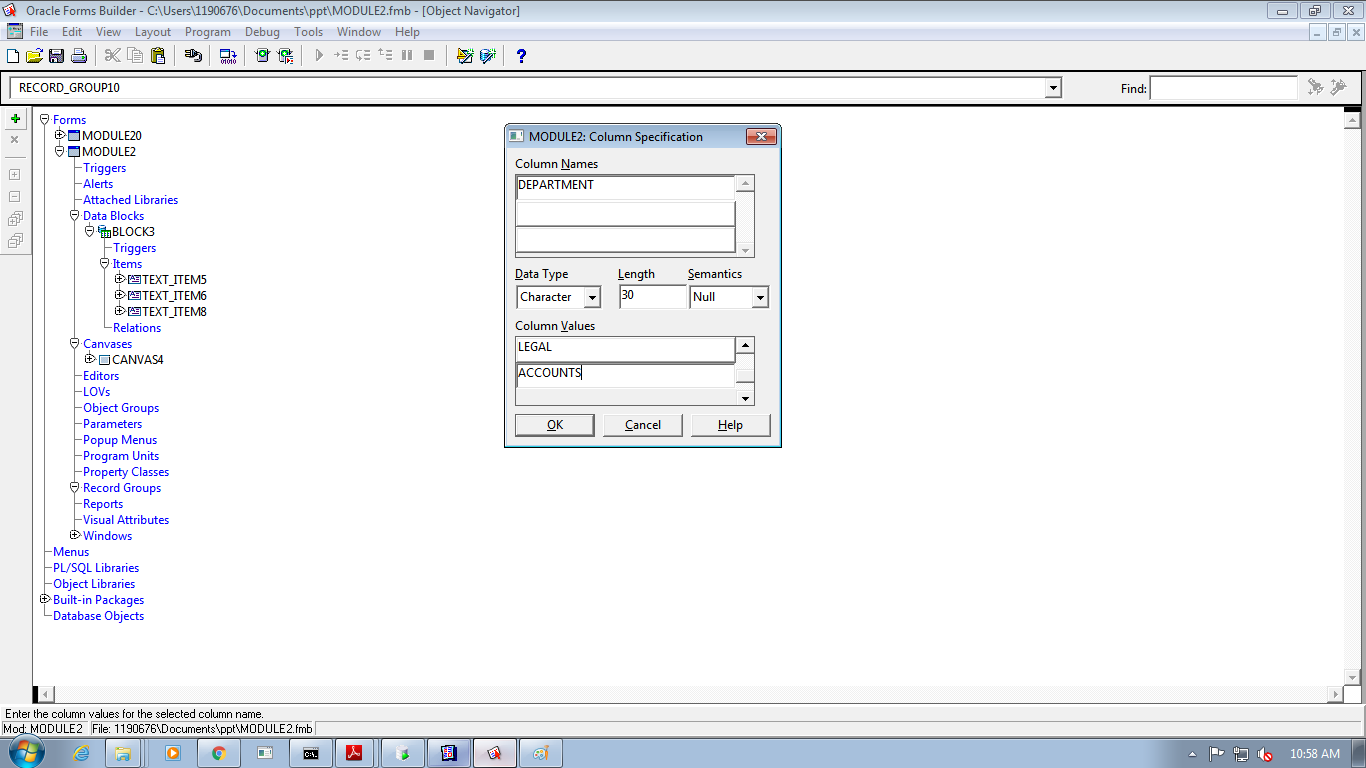 Oracle Forms Builder - C:\Users\1190676\Documents\ppt\MODULE2.fmb - [Object Navigator]
File Edit View Layout Program Debug Tools Window Help
RECORD_GROUP10
Find:
Forms
MODULE20
MODULE2
Triggers
Alerts
Attached Libraries
Data Blocks
BLOCK3
Triggers
Items
TEXT_ITEM5
TEXT_ITEM6
TEXT_ITEM8
Relations
Canvases
CANVAS4
Editors
LOVs
Object Groups
Parameters
Popup Menus
Program Units
Property Classes
Record Groups
Reports
Visual Attributes
Windows
Menus
PL/SQL Libraries
Object Libraries
Built-in Packages
Database Objects
MODULE2: Column Specification
Column Names
DEPARTMENT
Data Type Length Semantics
Character 30 Null
Column Values
LEGAL
ACCOUNTS
OK Cancel Help
Enter the column values for the selected column name.
Mod: MODULE2 File: 1190676\Documents\ppt\MODULE2.fmb
10:58 AM